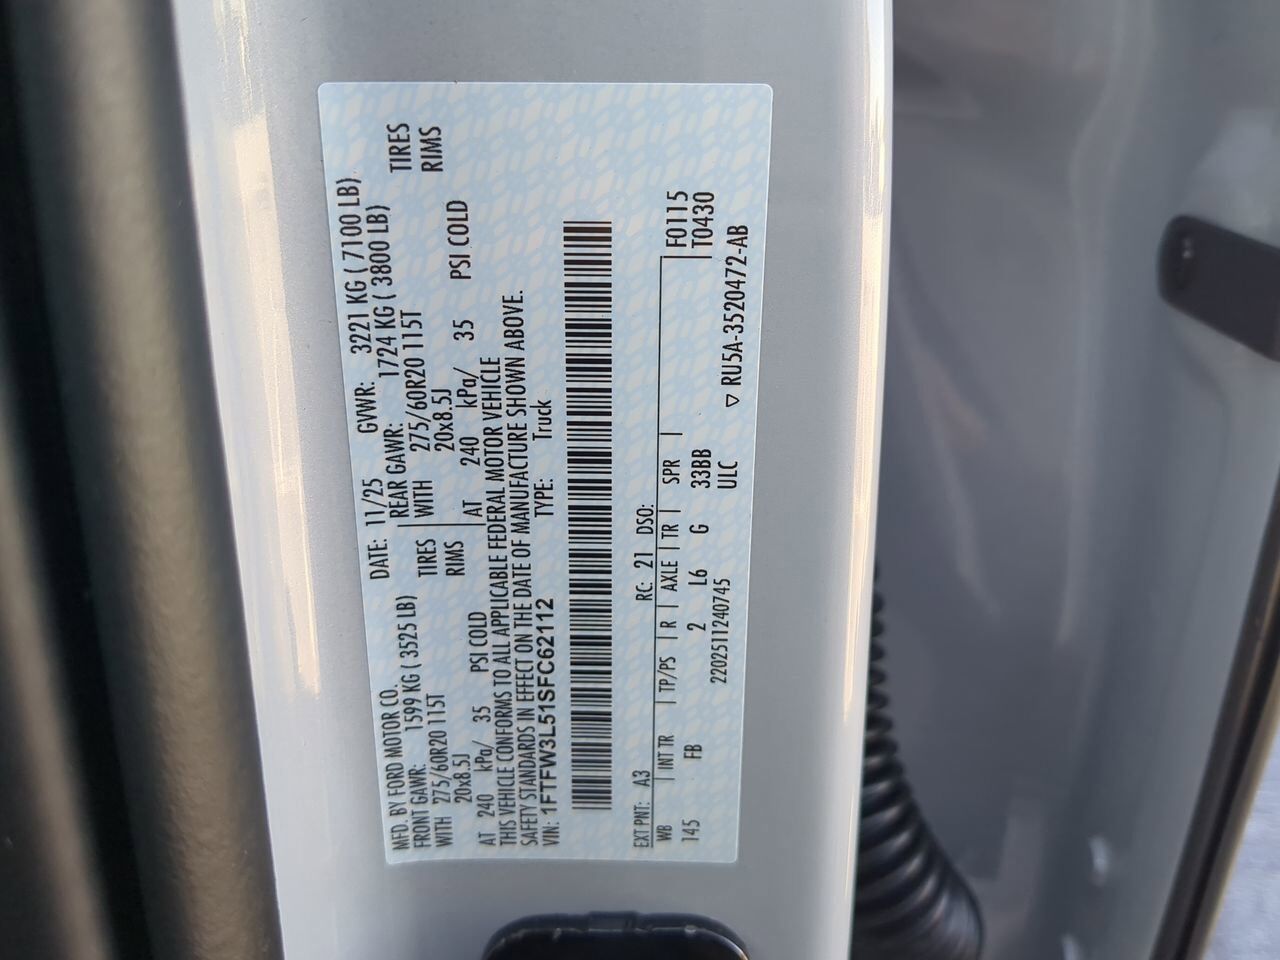 MFD. BY FORD MOTOR CO. DATE: 11/25 GVWR: 3221 KG ( 7100 LB)
FRONT GAWR: 1599 KG ( 3525 LB) REAR GAWR: 1724 KG ( 3800 LB)
WITH 275/60R20 115T TIRES WITH 275/60R20 115T TIRES
20x8.5J RIMS 20x8.5J RIMS
AT 240 kPa/ 35 PSI COLD AT 240 kPa/ 35 PSI COLD
THIS VEHICLE CONFORMS TO ALL APPLICABLE FEDERAL MOTOR VEHICLE
SAFETY STANDARDS IN EFFECT ON THE DATE OF MANUFACTURE SHOWN ABOVE.
VIN: 1FTFW3L51SFC62112 TYPE: Truck
EXT PNT: A3 RC: 21 DSO:
WB INT TR TP/PS R AXLE TR SPR F0115
145 FB 2 L6 G 33BB T0430
2202511240745 ULC
▽ RU5A-3520472-AB